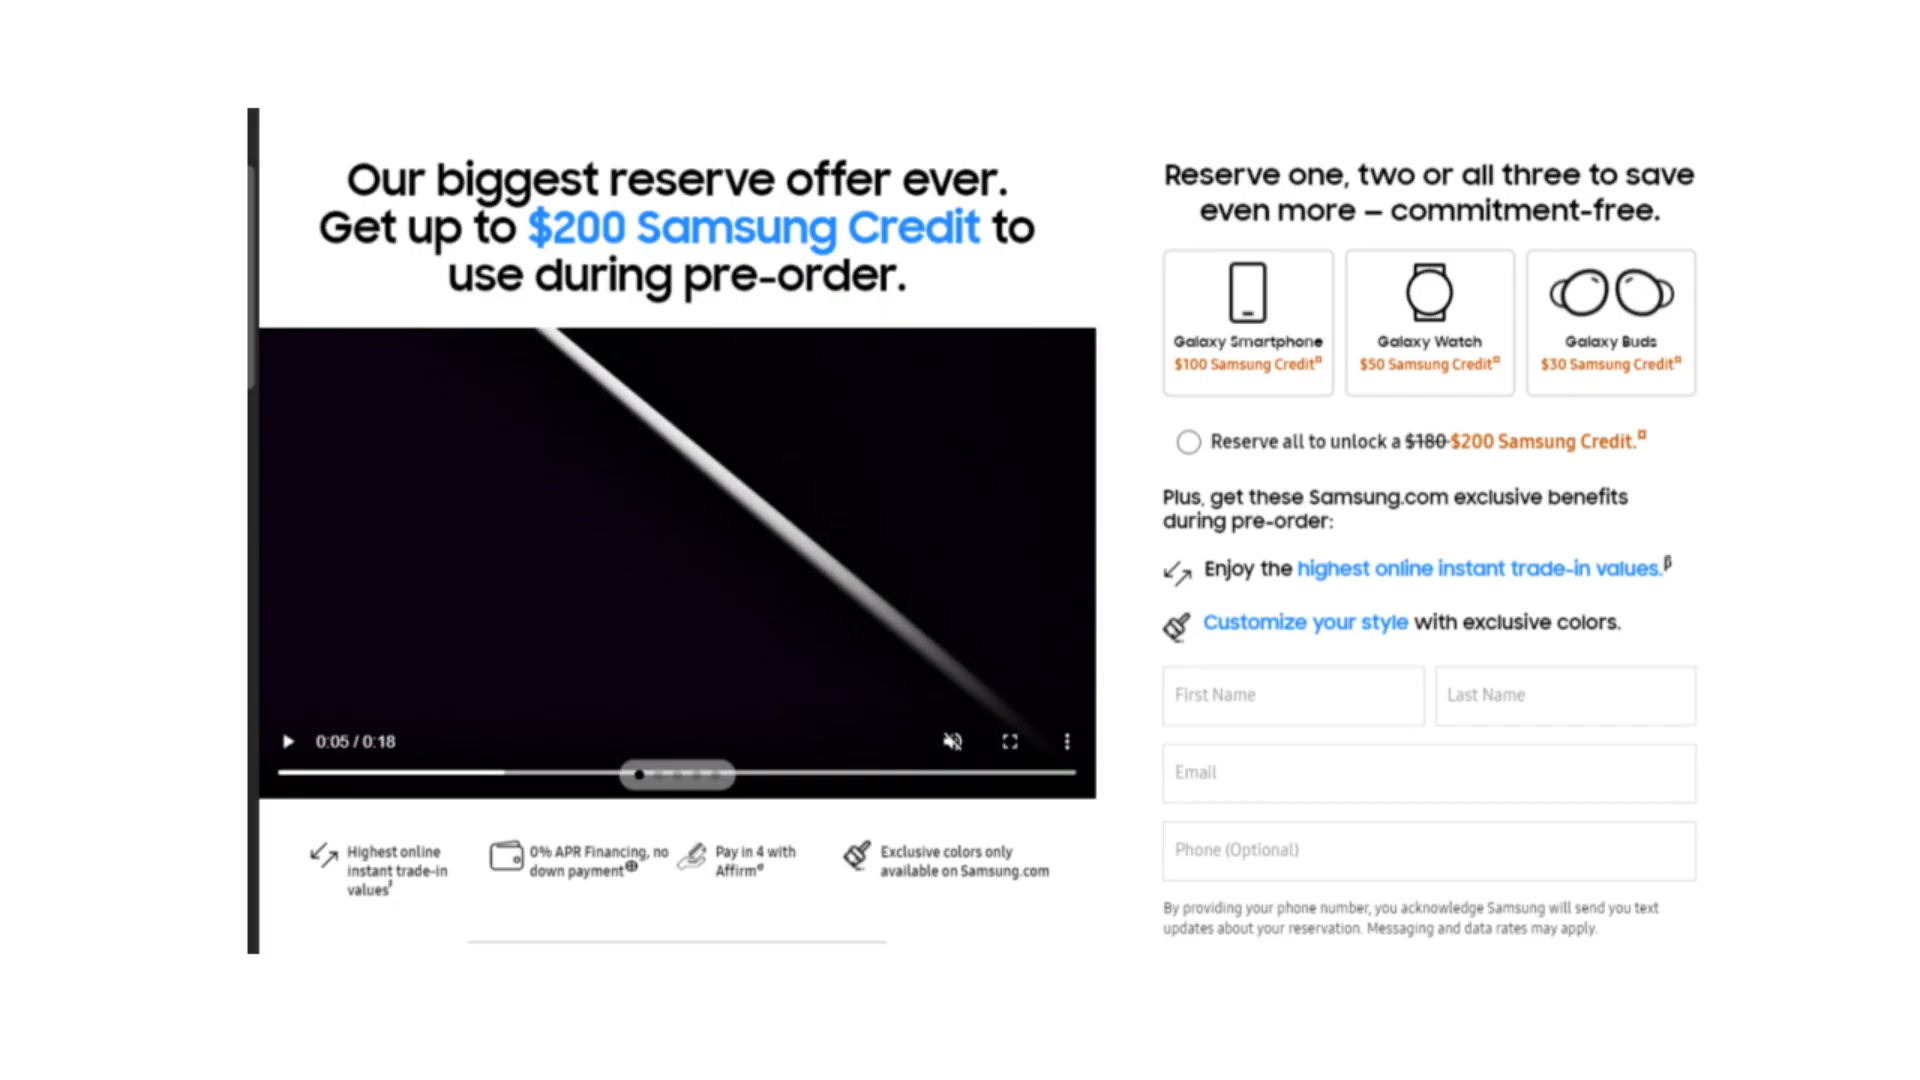 Our biggest reserve offer ever.
Get up to $200 Samsung Credit to
use during pre-order.
0:05 / 0:18
Highest online
instant trade-in
values
0% APR Financing, no
down payment
Pay in 4 with
Affirm
Exclusive colors only
available on Samsung.com
Reserve one, two or all three to save
even more – commitment-free.
Galaxy Smartphone
$100 Samsung Credit¤
Galaxy Watch
$50 Samsung Credit¤
Galaxy Buds
$30 Samsung Credit¤
Reserve all to unlock a $180 $200 Samsung Credit.¤
Plus, get these Samsung.com exclusive benefits
during pre-order:
Enjoy the highest online instant trade-in values.β
Customize your style with exclusive colors.
First Name
Last Name
Email
Phone (Optional)
By providing your phone number, you acknowledge Samsung will send you text
updates about your reservation. Messaging and data rates may apply.